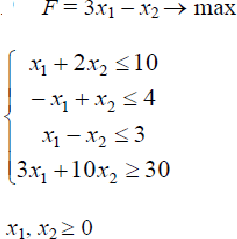 F = 3x₁ − x₂ → max
x₁ + 2x₂ ≤ 10
− x₁ + x₂ ≤ 4
x₁ − x₂ ≤ 3
3x₁ + 10x₂ ≥ 30
x₁, x₂ ≥ 0